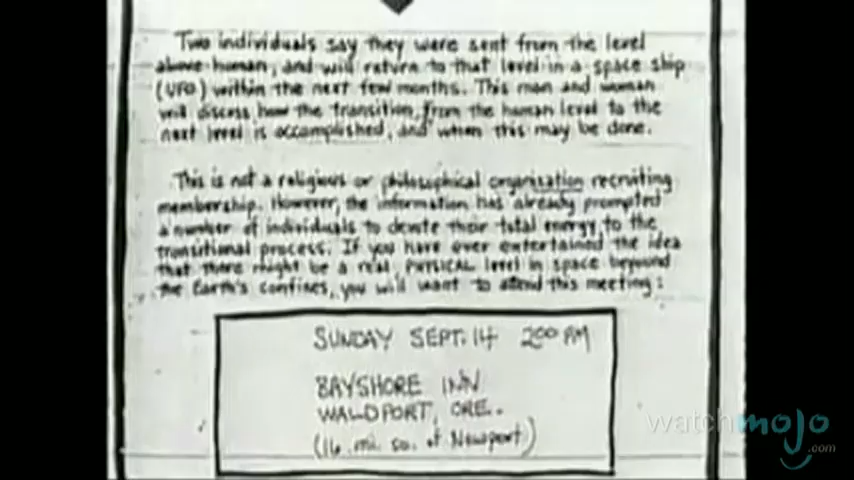 Two individuals say they were sent from the level
above human, and will return to that level in a space ship
(UFO) within the next few months. This man and woman
will discuss how the transition from the human level to the
next level is accomplished, and when this may be done.
This is not a religious or philosophical organization recruiting
membership. However, the information has already prompted
a number of individuals to devote their total energy to the
transitional process. If you have ever entertained the idea
that there might be a real, PHYSICAL level in space beyond
the Earth's confines, you will want to attend this meeting:
SUNDAY SEPT. 14 2:00 PM
BAYSHORE INN
WALDPORT, ORE.
(16 mi. so. of Newport)
watchmojo
.com